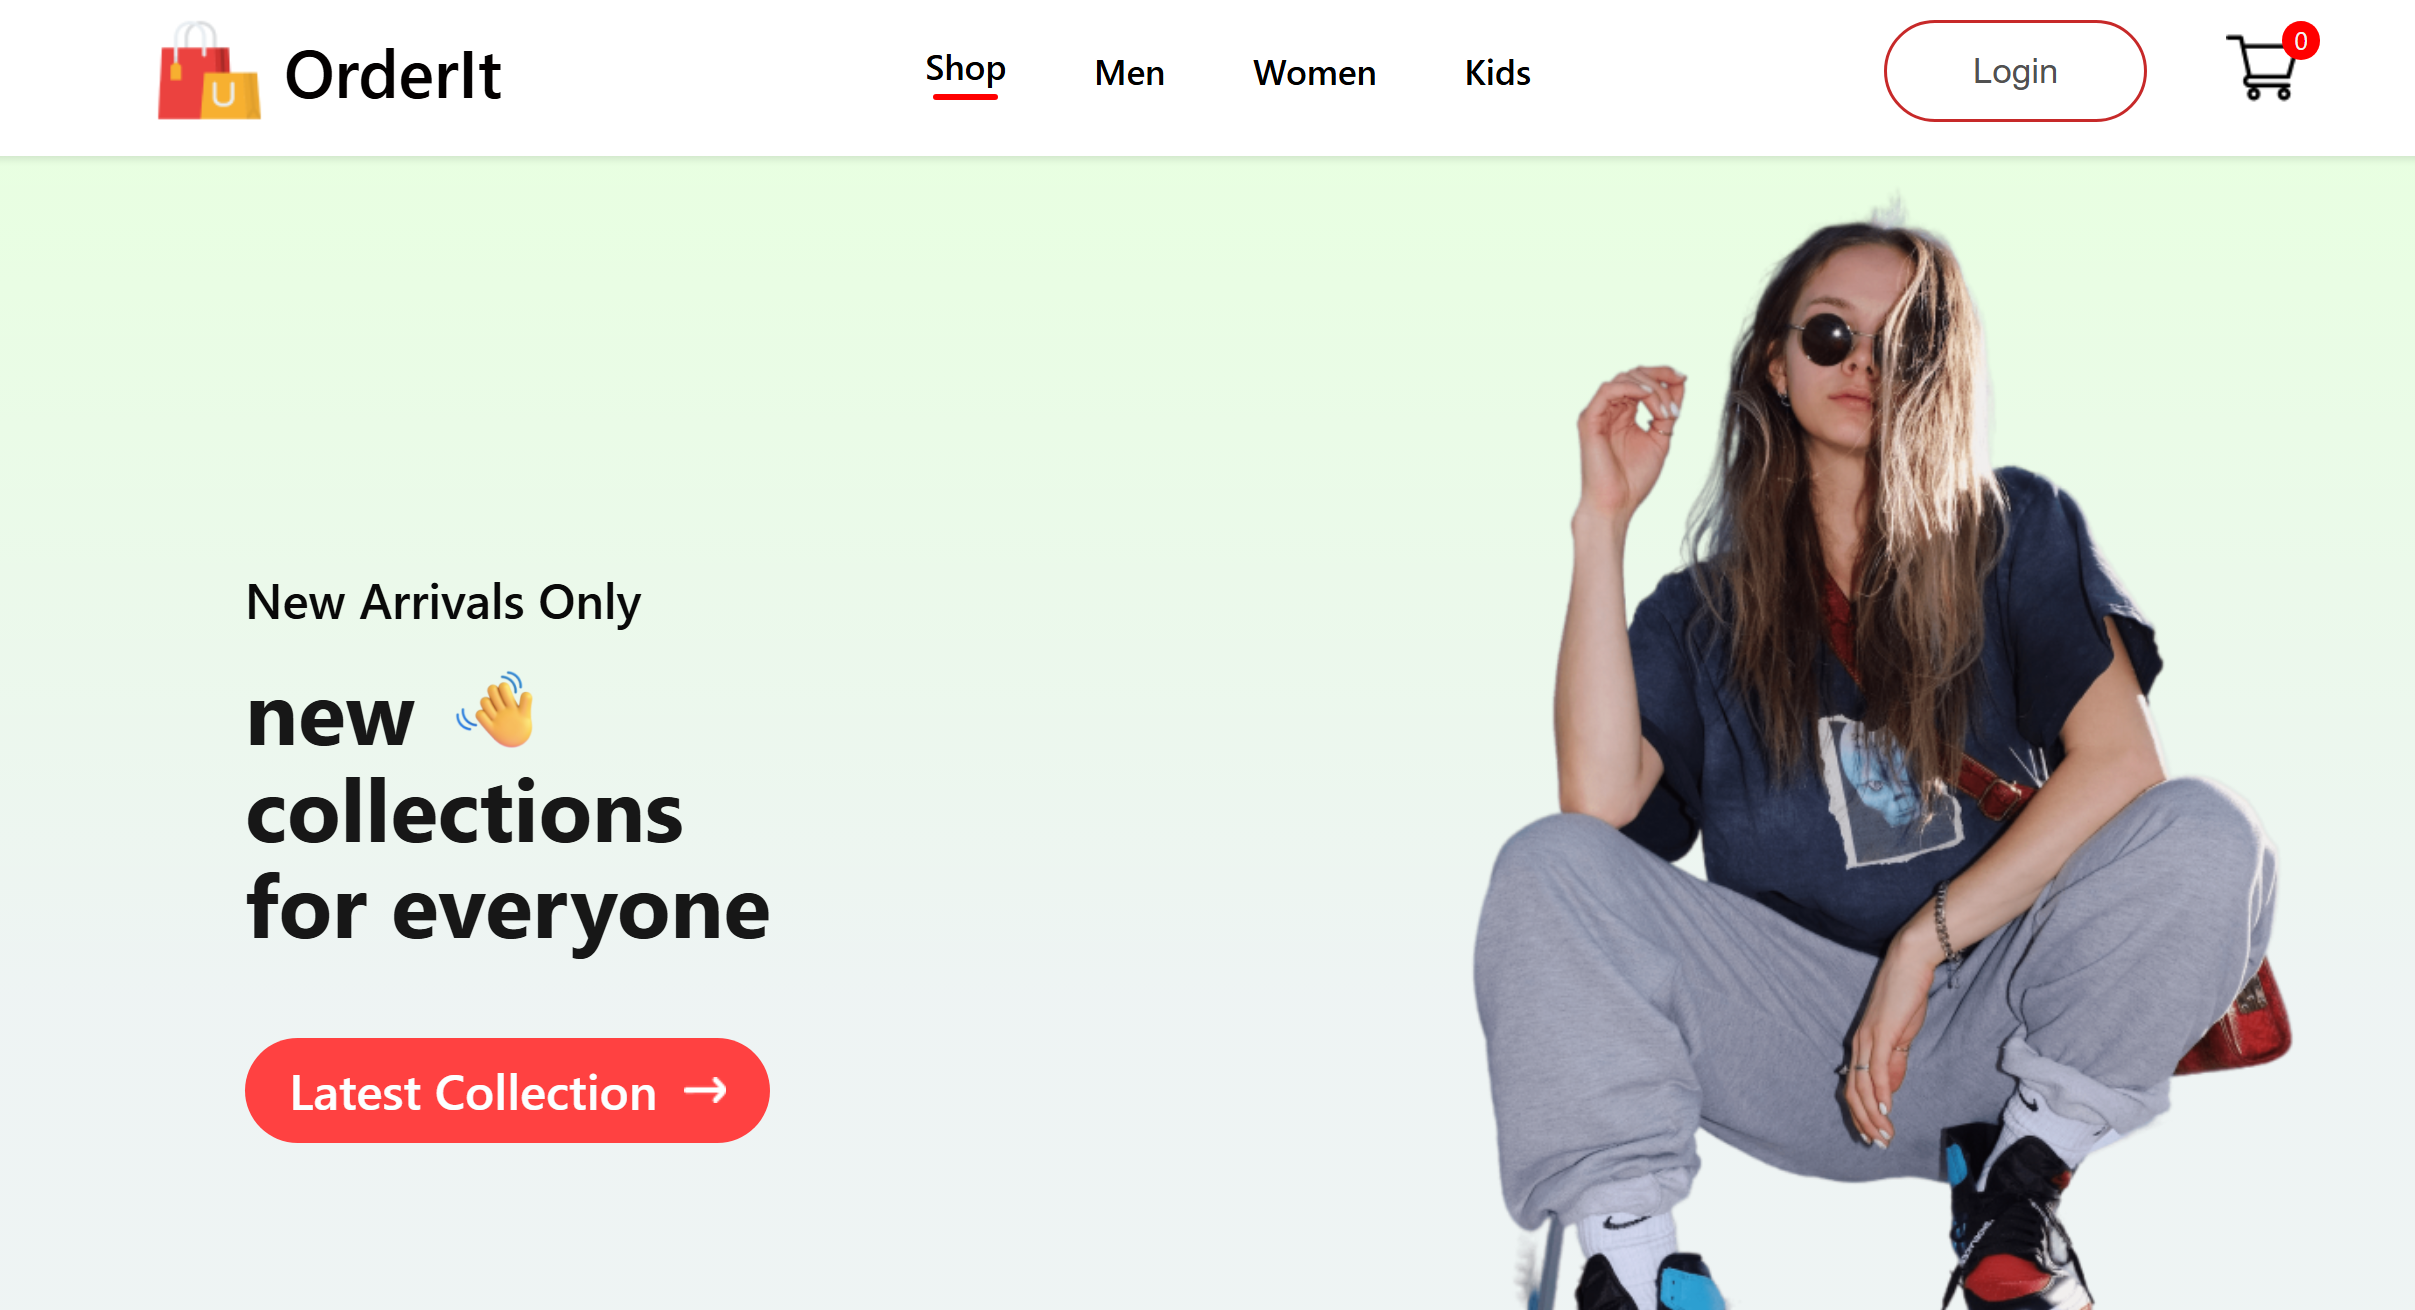 OrderIt
Shop Men Women Kids
Login
0
U
New Arrivals Only
new 👋
collections
for everyone
Latest Collection →